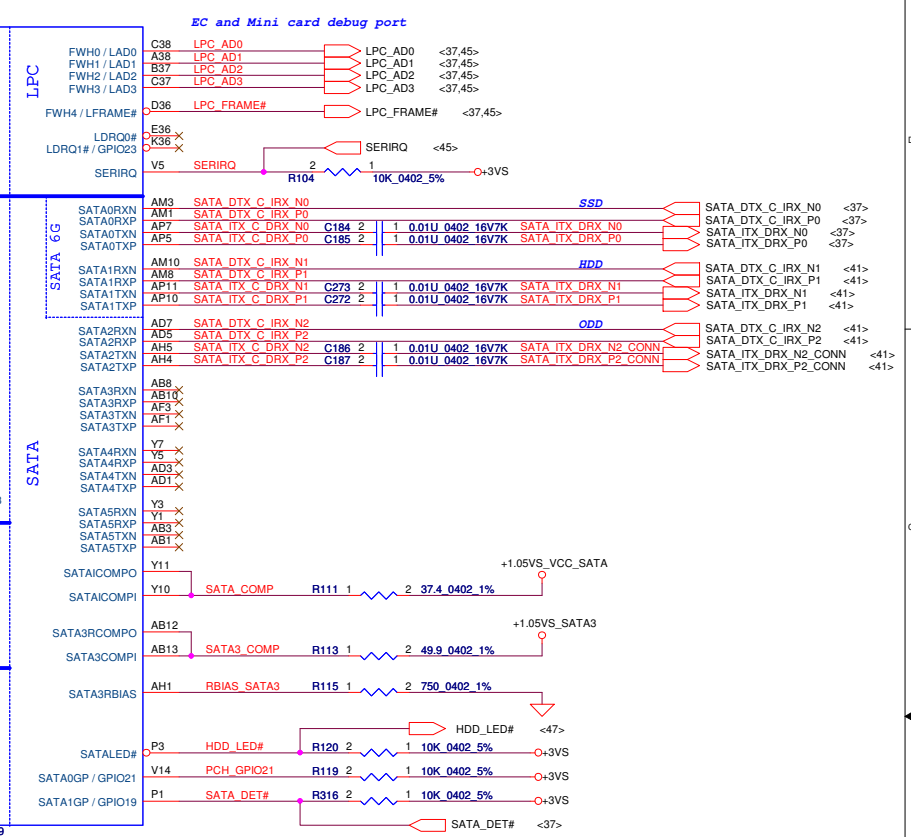 EC and Mini card debug port
LPC
FWH0 / LAD0 C38 LPC_AD0 LPC_AD0 <37,45>
FWH1 / LAD1 A38 LPC_AD1 LPC_AD1 <37,45>
FWH2 / LAD2 B37 LPC_AD2 LPC_AD2 <37,45>
FWH3 / LAD3 C37 LPC_AD3 LPC_AD3 <37,45>
FWH4 / LFRAME# D36 LPC_FRAME# LPC_FRAME# <37,45>
LDRQ0# E36
LDRQ1# / GPIO23 K36
SERIRQ <45>
SERIRQ V5 SERIRQ R104 2 1 10K_0402_5% +3VS
SATA 6G
SSD
SATA0RXN AM3 SATA_DTX_C_IRX_N0 SATA_DTX_C_IRX_N0 <37>
SATA0RXP AM1 SATA_DTX_C_IRX_P0 SATA_DTX_C_IRX_P0 <37>
SATA0TXN AP7 SATA_ITX_C_DRX_N0 C184 2 1 0.01U_0402_16V7K SATA_ITX_DRX_N0 SATA_ITX_DRX_N0 <37>
SATA0TXP AP5 SATA_ITX_C_DRX_P0 C185 2 1 0.01U_0402_16V7K SATA_ITX_DRX_P0 SATA_ITX_DRX_P0 <37>
HDD
SATA1RXN AM10 SATA_DTX_C_IRX_N1 SATA_DTX_C_IRX_N1 <41>
SATA1RXP AM8 SATA_DTX_C_IRX_P1 SATA_DTX_C_IRX_P1 <41>
SATA1TXN AP11 SATA_ITX_C_DRX_N1 C273 2 1 0.01U_0402_16V7K SATA_ITX_DRX_N1 SATA_ITX_DRX_N1 <41>
SATA1TXP AP10 SATA_ITX_C_DRX_P1 C272 2 1 0.01U_0402_16V7K SATA_ITX_DRX_P1 SATA_ITX_DRX_P1 <41>
ODD
SATA2RXN AD7 SATA_DTX_C_IRX_N2 SATA_DTX_C_IRX_N2 <41>
SATA2RXP AD5 SATA_DTX_C_IRX_P2 SATA_DTX_C_IRX_P2 <41>
SATA2TXN AH5 SATA_ITX_C_DRX_N2 C186 2 1 0.01U_0402_16V7K SATA_ITX_DRX_N2_CONN SATA_ITX_DRX_N2_CONN <41>
SATA2TXP AH4 SATA_ITX_C_DRX_P2 C187 2 1 0.01U_0402_16V7K SATA_ITX_DRX_P2_CONN SATA_ITX_DRX_P2_CONN <41>
SATA
SATA3RXN AB8
SATA3RXP AB10
SATA3TXN AF3
SATA3TXP AF1
SATA4RXN Y7
SATA4RXP Y5
SATA4TXN AD3
SATA4TXP AD1
SATA5RXN Y3
SATA5RXP Y1
SATA5TXN AB3
SATA5TXP AB1
+1.05VS_VCC_SATA
SATAICOMPO Y11
SATAICOMPI Y10 SATA_COMP R111 1 2 37.4_0402_1%
+1.05VS_SATA3
SATA3RCOMPO AB12
SATA3COMPI AB13 SATA3_COMP R113 1 2 49.9_0402_1%
SATA3RBIAS AH1 RBIAS_SATA3 R115 1 2 750_0402_1%
HDD_LED# <47>
SATALED# P3 HDD_LED# R120 2 1 10K_0402_5% +3VS
SATA0GP / GPIO21 V14 PCH_GPIO21 R119 2 1 10K_0402_5% +3VS
SATA1GP / GPIO19 P1 SATA_DET# R316 2 1 10K_0402_5% +3VS
SATA_DET# <37>